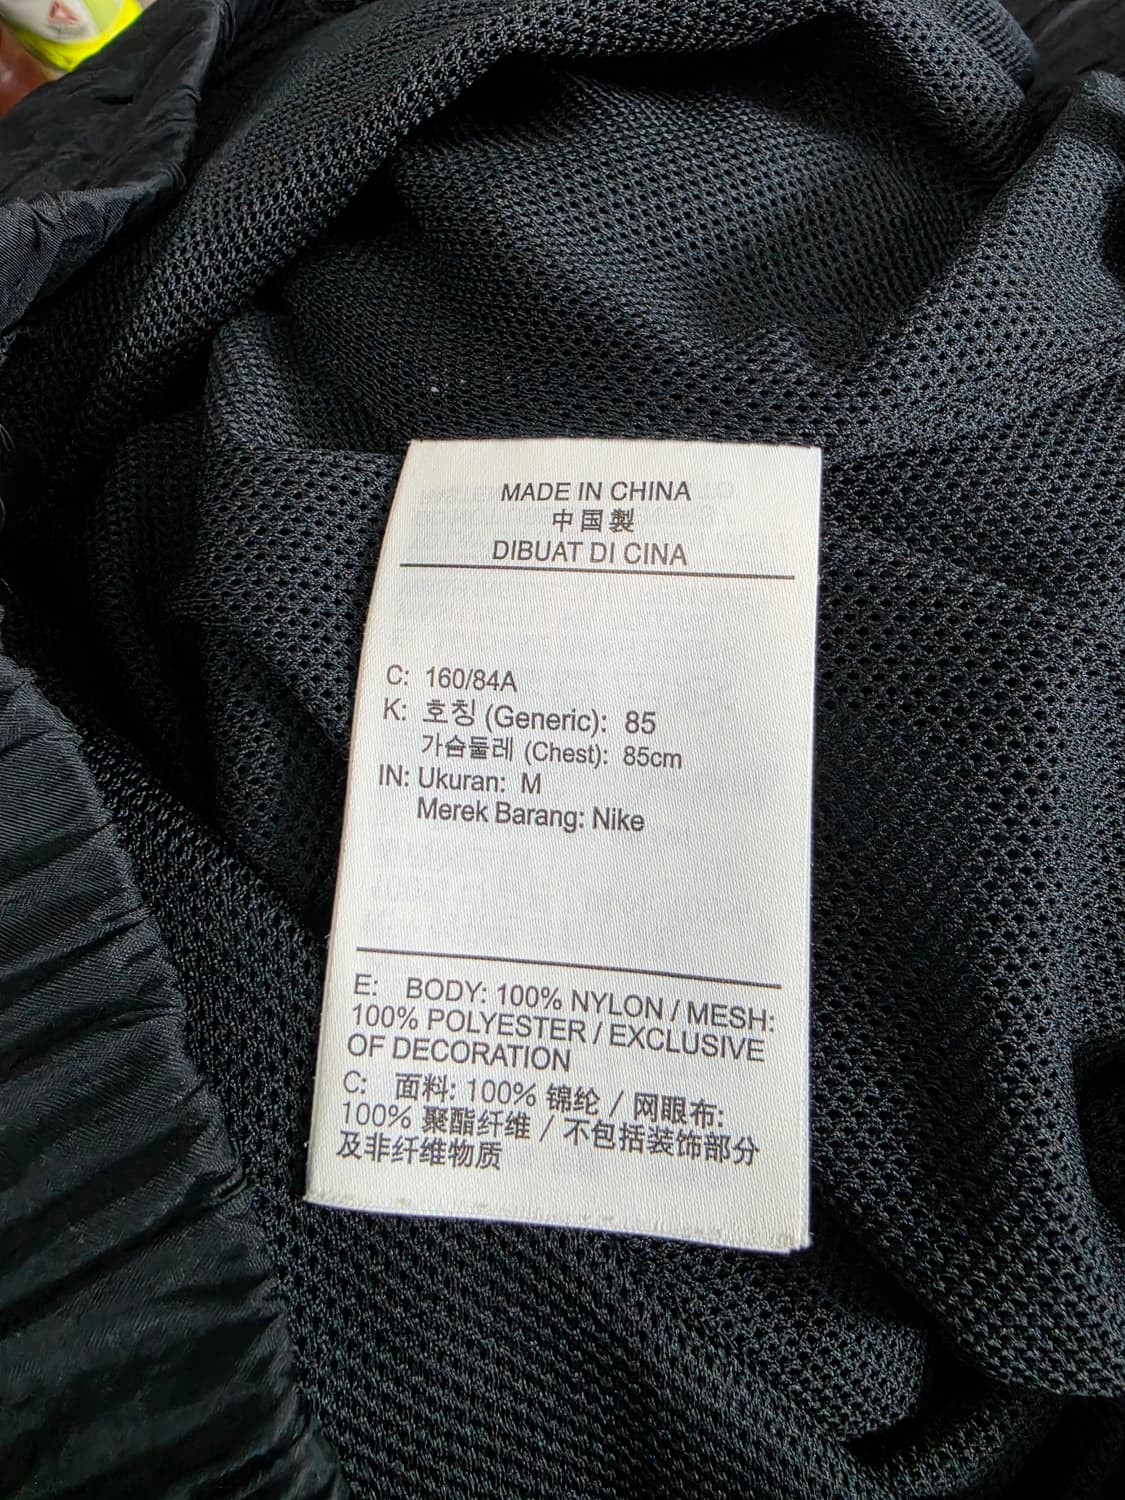 MADE IN CHINA
中国製
DIBUAT DI CINA
C: 160/84A
K: 호칭 (Generic): 85
가슴둘레 (Chest): 85cm
IN: Ukuran: M
Merek Barang: Nike
E: BODY: 100% NYLON / MESH:
100% POLYESTER / EXCLUSIVE
OF DECORATION
C: 面料: 100% 锦纶 / 网眼布:
100% 聚酯纤维 / 不包括装饰部分
及非纤维物质